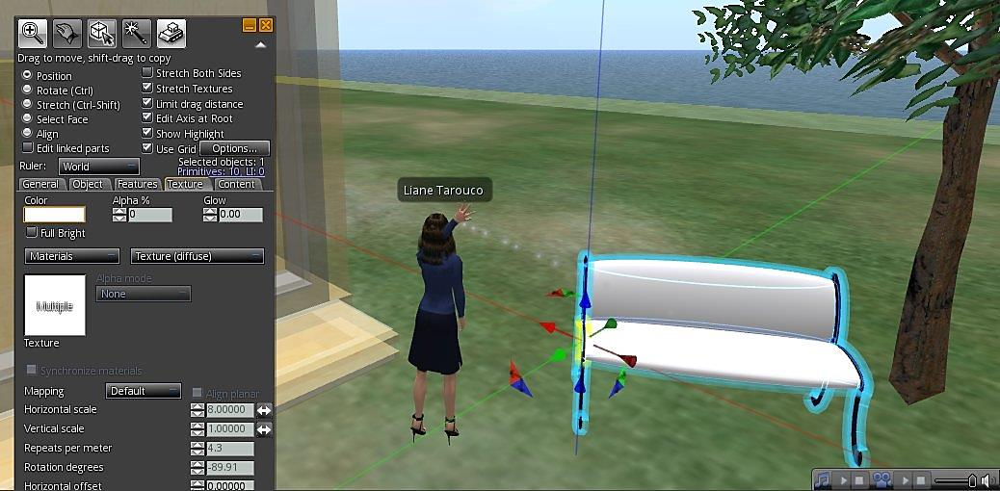 Drag to move, shift-drag to copy
Position
Stretch Both Sides
Rotate (Ctrl)
Stretch Textures
Stretch (Ctrl-Shift)
Limit drag distance
Select Face
Edit Axis at Root
Align
Show Highlight
Edit linked parts
Use Grid
Options...
Ruler:
World
Selected objects: 1
Primitives: 10, LI: 0
General
Object
Features
Texture
Content
Color
Alpha %
Glow
0
0.00
Full Bright
Materials
Texture (diffuse)
Alpha mode
None
Multiple
Texture
Synchronize materials
Mapping
Default
Align planar
Horizontal scale
8.00000
Vertical scale
1.00000
Repeats per meter
4.3
Rotation degrees
-89.91
Horizontal offset
0.00000
Liane Tarouco